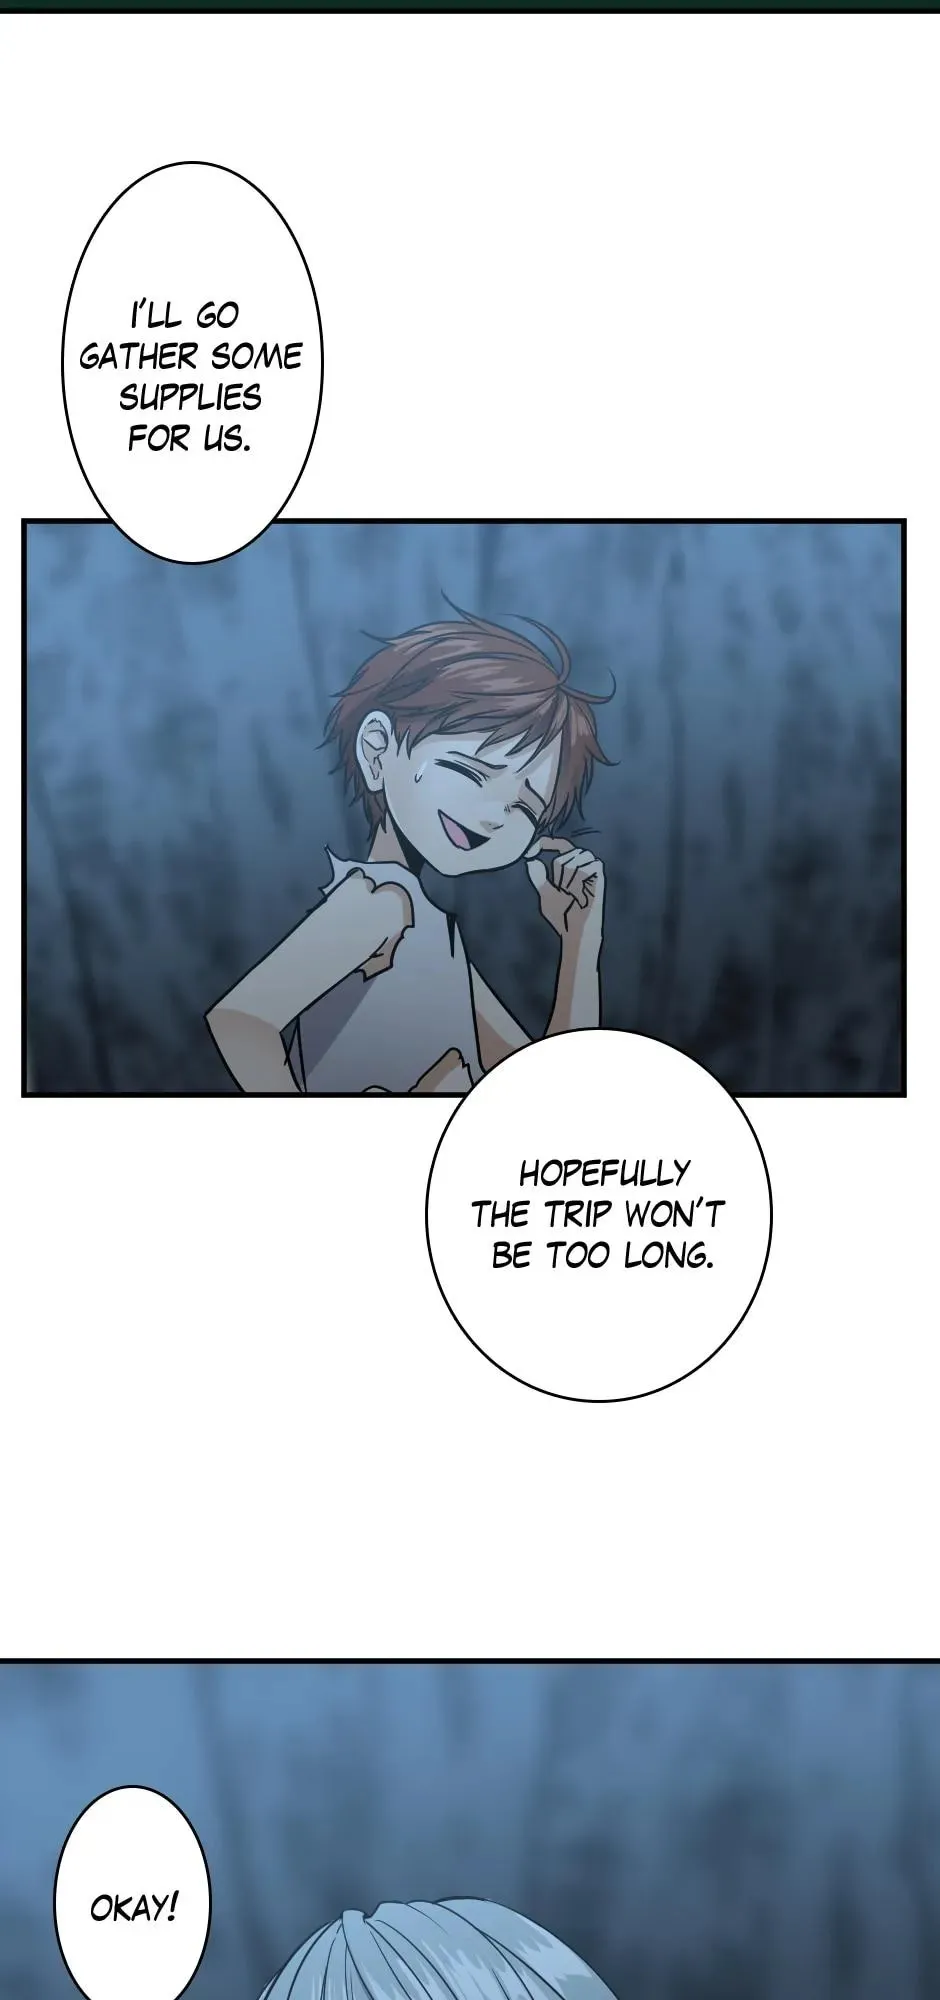 I'LL GO
GATHER SOME
SUPPLIES
FOR US.
HOPEFULLY
THE TRIP WON'T
BE TOO LONG.
OKAY!